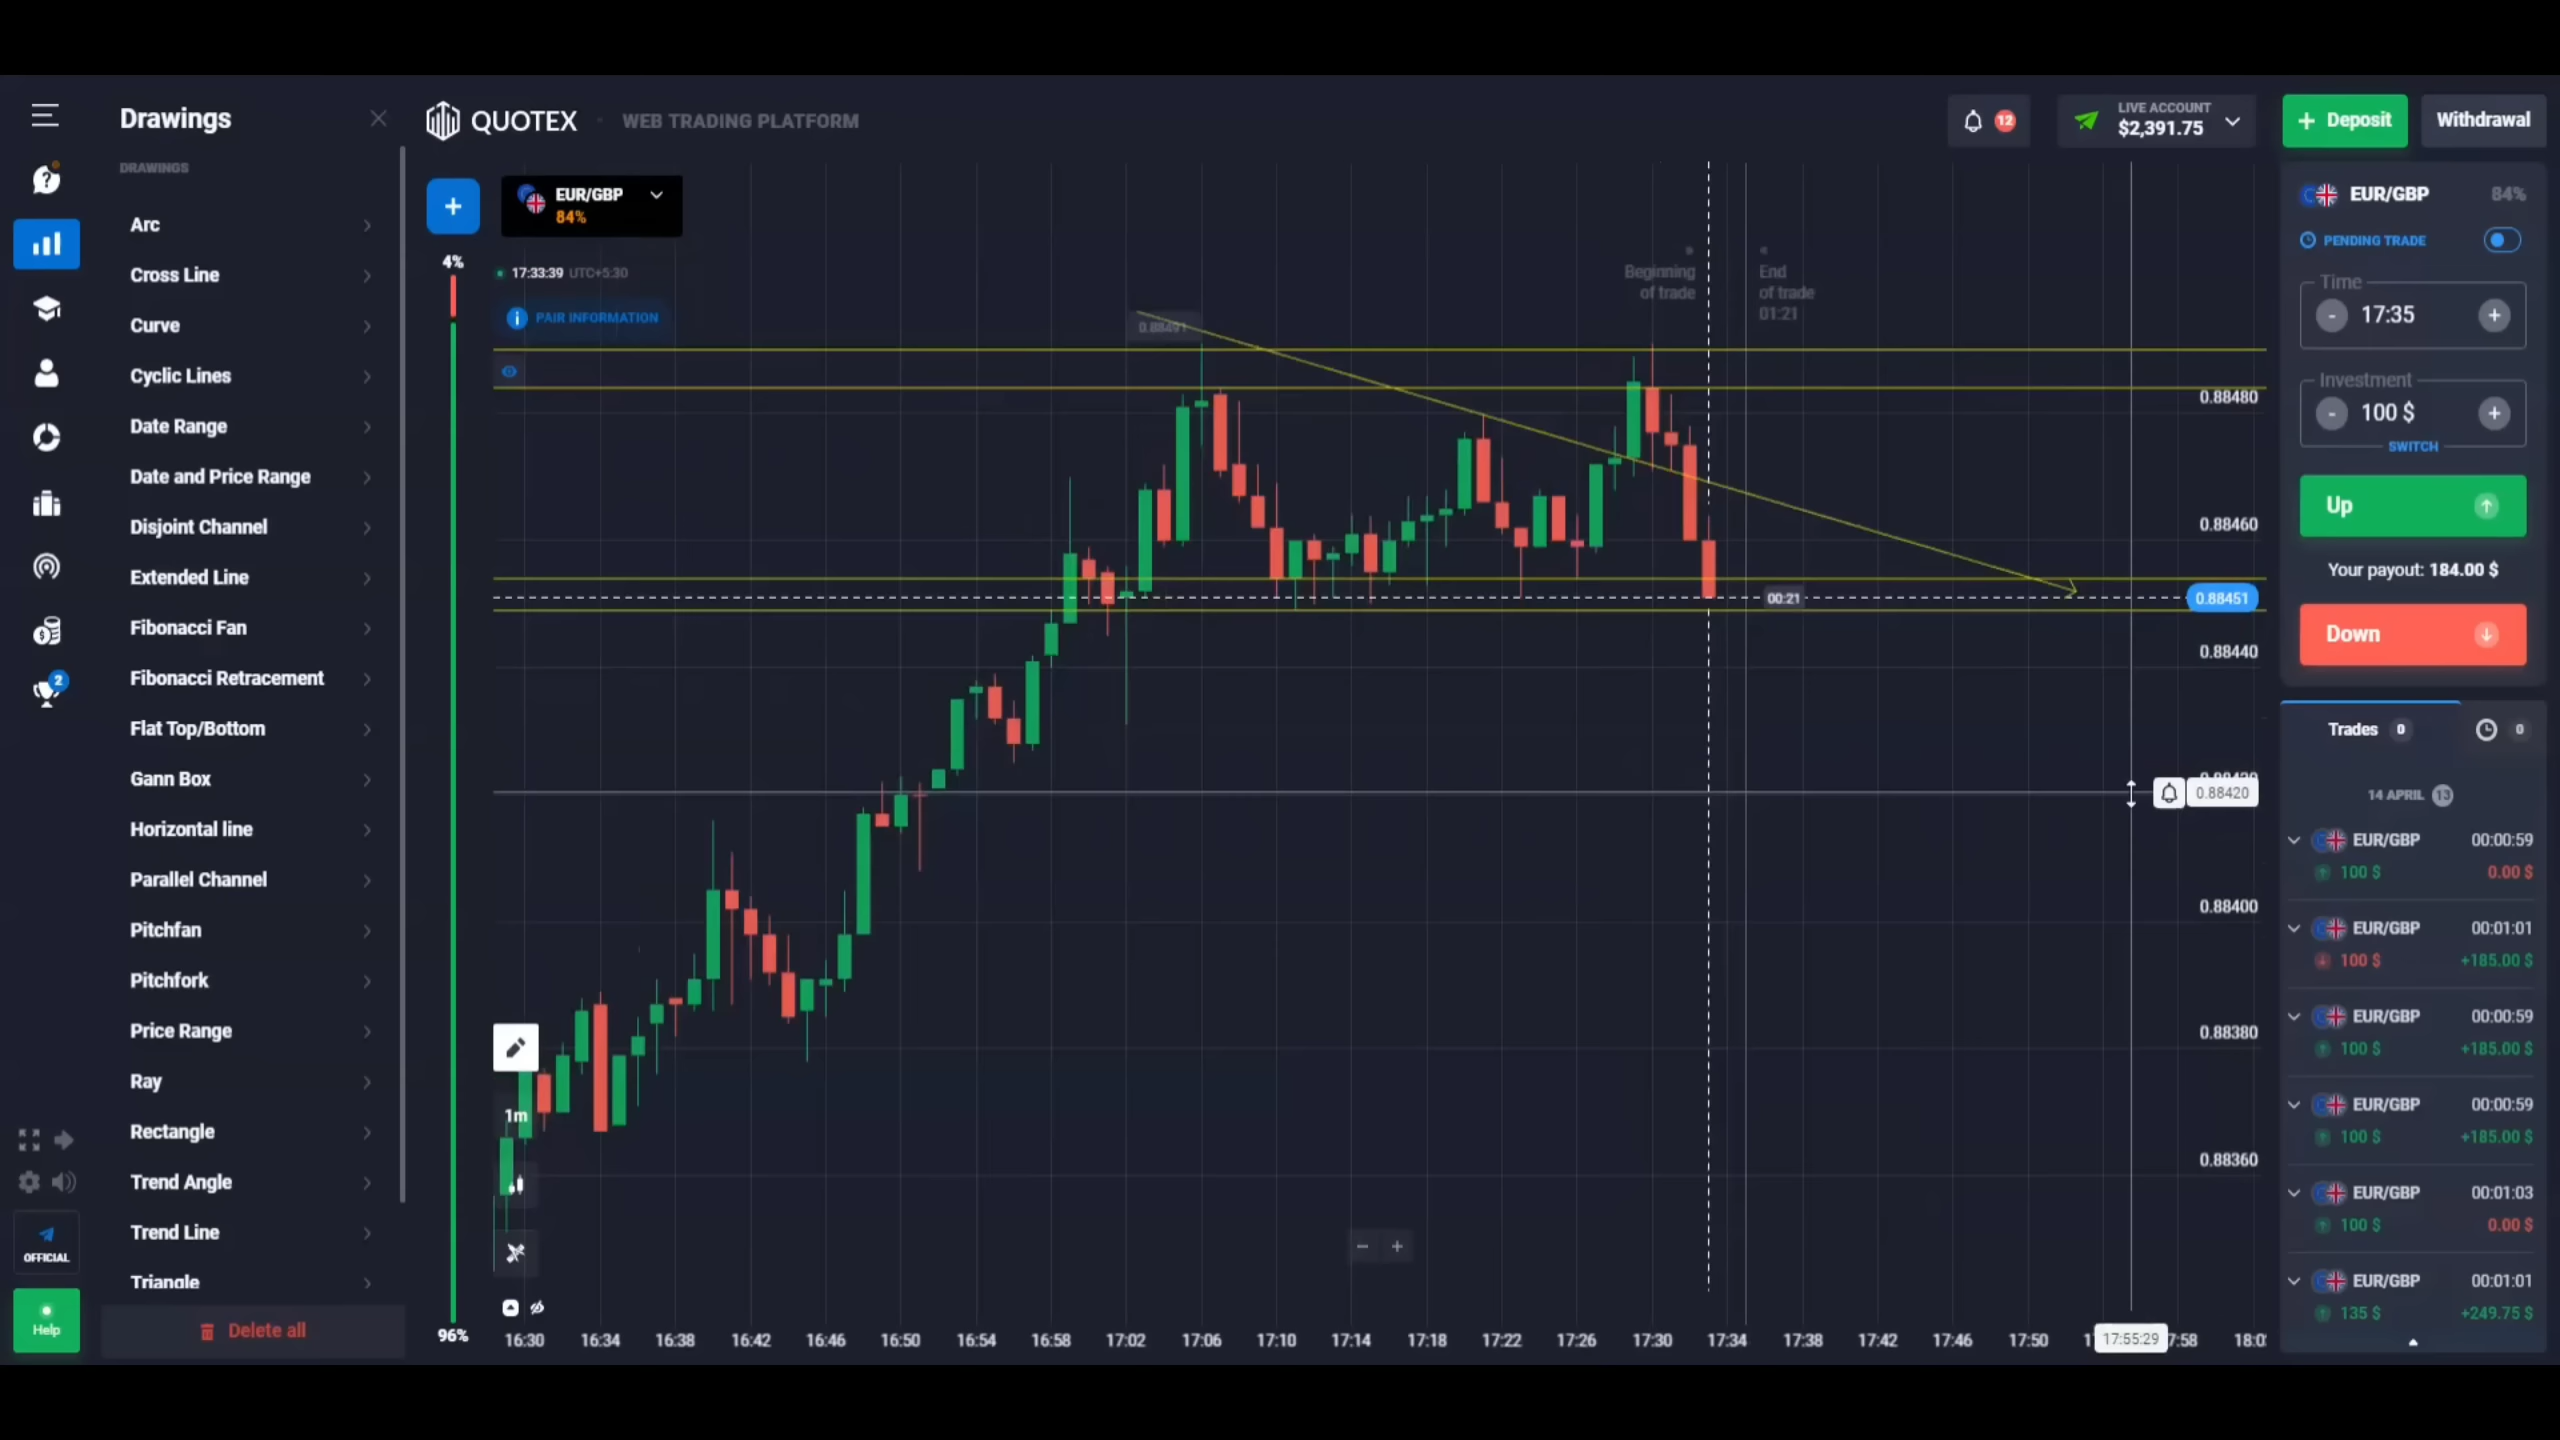 Drawings
DRAWINGS
Arc
Cross Line
Curve
Cyclic Lines
Date Range
Date and Price Range
Disjoint Channel
Extended Line
Fibonacci Fan
Fibonacci Retracement
Flat Top/Bottom
Gann Box
Horizontal line
Parallel Channel
Pitchfan
Pitchfork
Price Range
Ray
Rectangle
Trend Angle
Trend Line
Triangle
Delete all
2
OFFICIAL
Help
QUOTEX
WEB TRADING PLATFORM
12
LIVE ACCOUNT
$2,391.75
+ Deposit
Withdrawal
+
EUR/GBP
84%
4%
17:33:39 UTC+5:30
PAIR INFORMATION
0.88491
Beginning
of trade
End
of trade
01:21
0.88480
0.88460
00:21
0.88451
0.88440
0.88420
0.88420
0.88400
0.88380
0.88360
1m
- +
96%
16:30 16:34 16:38 16:42 16:46 16:50 16:54 16:58 17:02 17:06 17:10 17:14 17:18 17:22 17:26 17:30 17:34 17:38 17:42 17:46 17:50 17:55:29 7:58 18:0
EUR/GBP 84%
PENDING TRADE
Time
- 17:35 +
Investment
- 100 $ +
SWITCH
Up
Your payout: 184.00 $
Down
Trades 0 0
14 APRIL 13
EUR/GBP 00:00:59
100 $ 0.00 $
EUR/GBP 00:01:01
100 $ +185.00 $
EUR/GBP 00:00:59
100 $ +185.00 $
EUR/GBP 00:00:59
100 $ +185.00 $
EUR/GBP 00:01:03
100 $ 0.00 $
EUR/GBP 00:01:01
135 $ +249.75 $